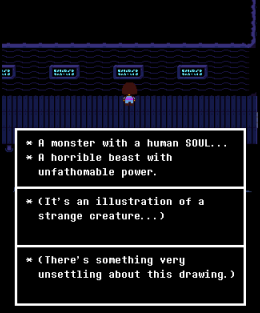 * A monster with a human SOUL...
* A horrible beast with
unfathomable power.
* (It's an illustration of a
strange creature...)
* (There's something very
unsettling about this drawing.)